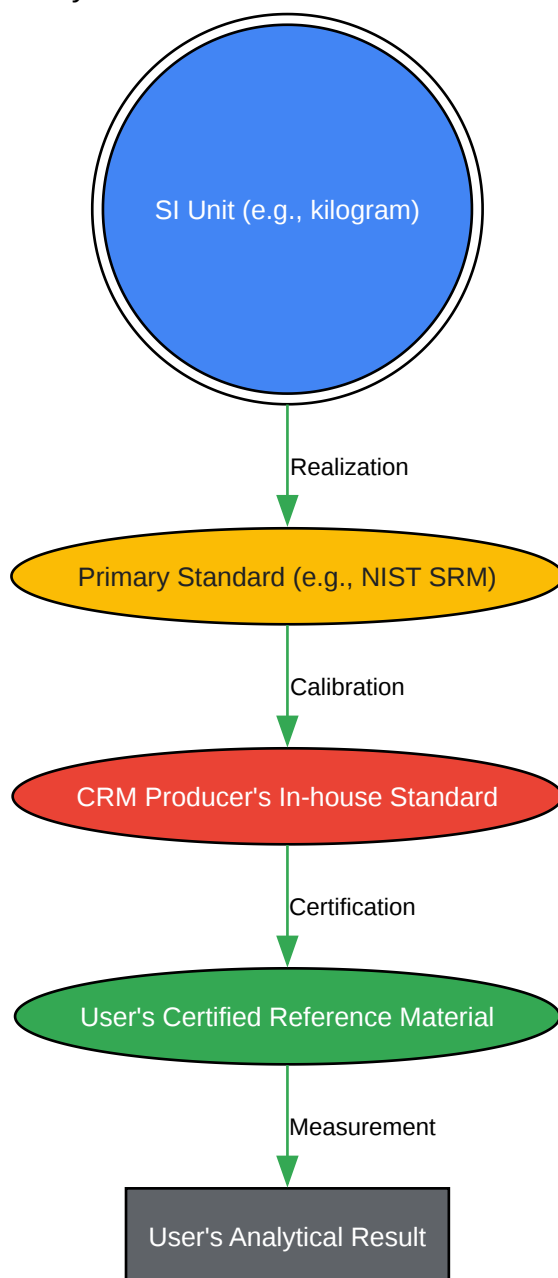 SI Unit (e.g., kilogram)
Realization
Primary Standard (e.g., NIST SRM)
Calibration
CRM Producer's In-house Standard
Certification
User's Certified Reference Material
Measurement
User's Analytical Result